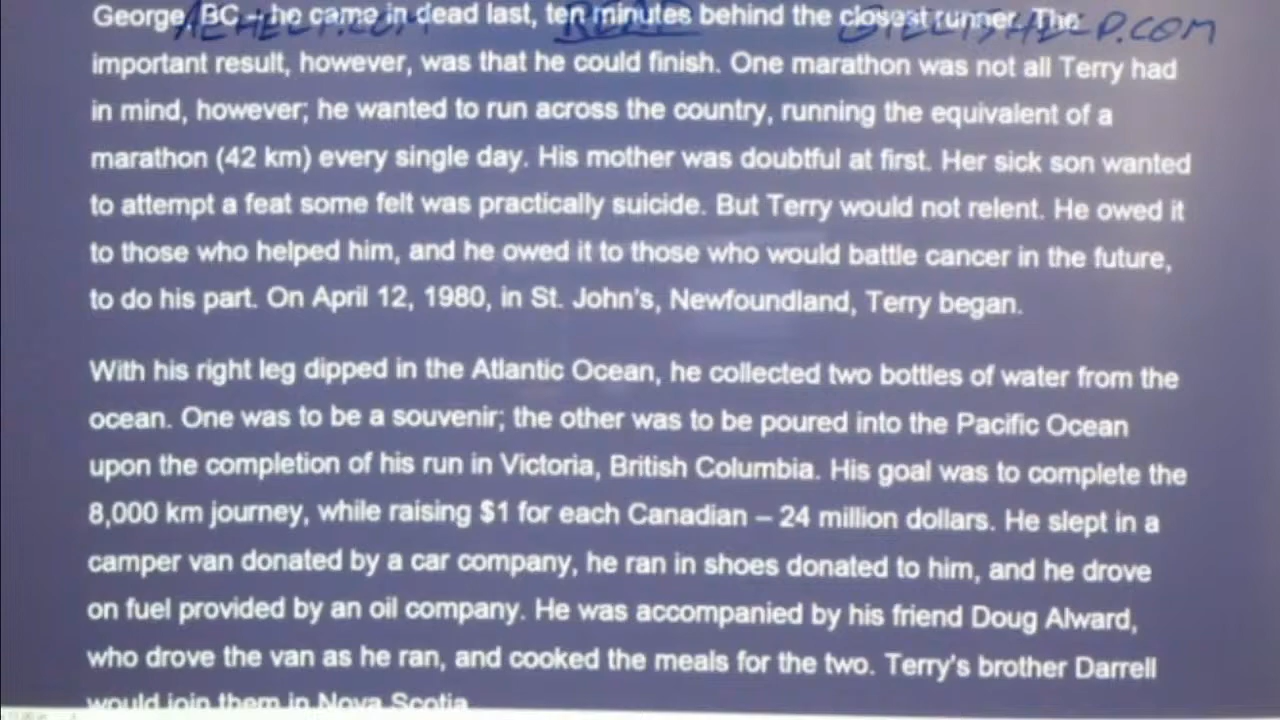 AEHELP.COM READ GIELTSHELP.COM
George, BC – he came in dead last, ten minutes behind the closest runner. The
important result, however, was that he could finish. One marathon was not all Terry had
in mind, however; he wanted to run across the country, running the equivalent of a
marathon (42 km) every single day. His mother was doubtful at first. Her sick son wanted
to attempt a feat some felt was practically suicide. But Terry would not relent. He owed it
to those who helped him, and he owed it to those who would battle cancer in the future,
to do his part. On April 12, 1980, in St. John's, Newfoundland, Terry began.
With his right leg dipped in the Atlantic Ocean, he collected two bottles of water from the
ocean. One was to be a souvenir; the other was to be poured into the Pacific Ocean
upon the completion of his run in Victoria, British Columbia. His goal was to complete the
8,000 km journey, while raising $1 for each Canadian – 24 million dollars. He slept in a
camper van donated by a car company, he ran in shoes donated to him, and he drove
on fuel provided by an oil company. He was accompanied by his friend Doug Alward,
who drove the van as he ran, and cooked the meals for the two. Terry's brother Darrell
would join them in Nova Scotia.